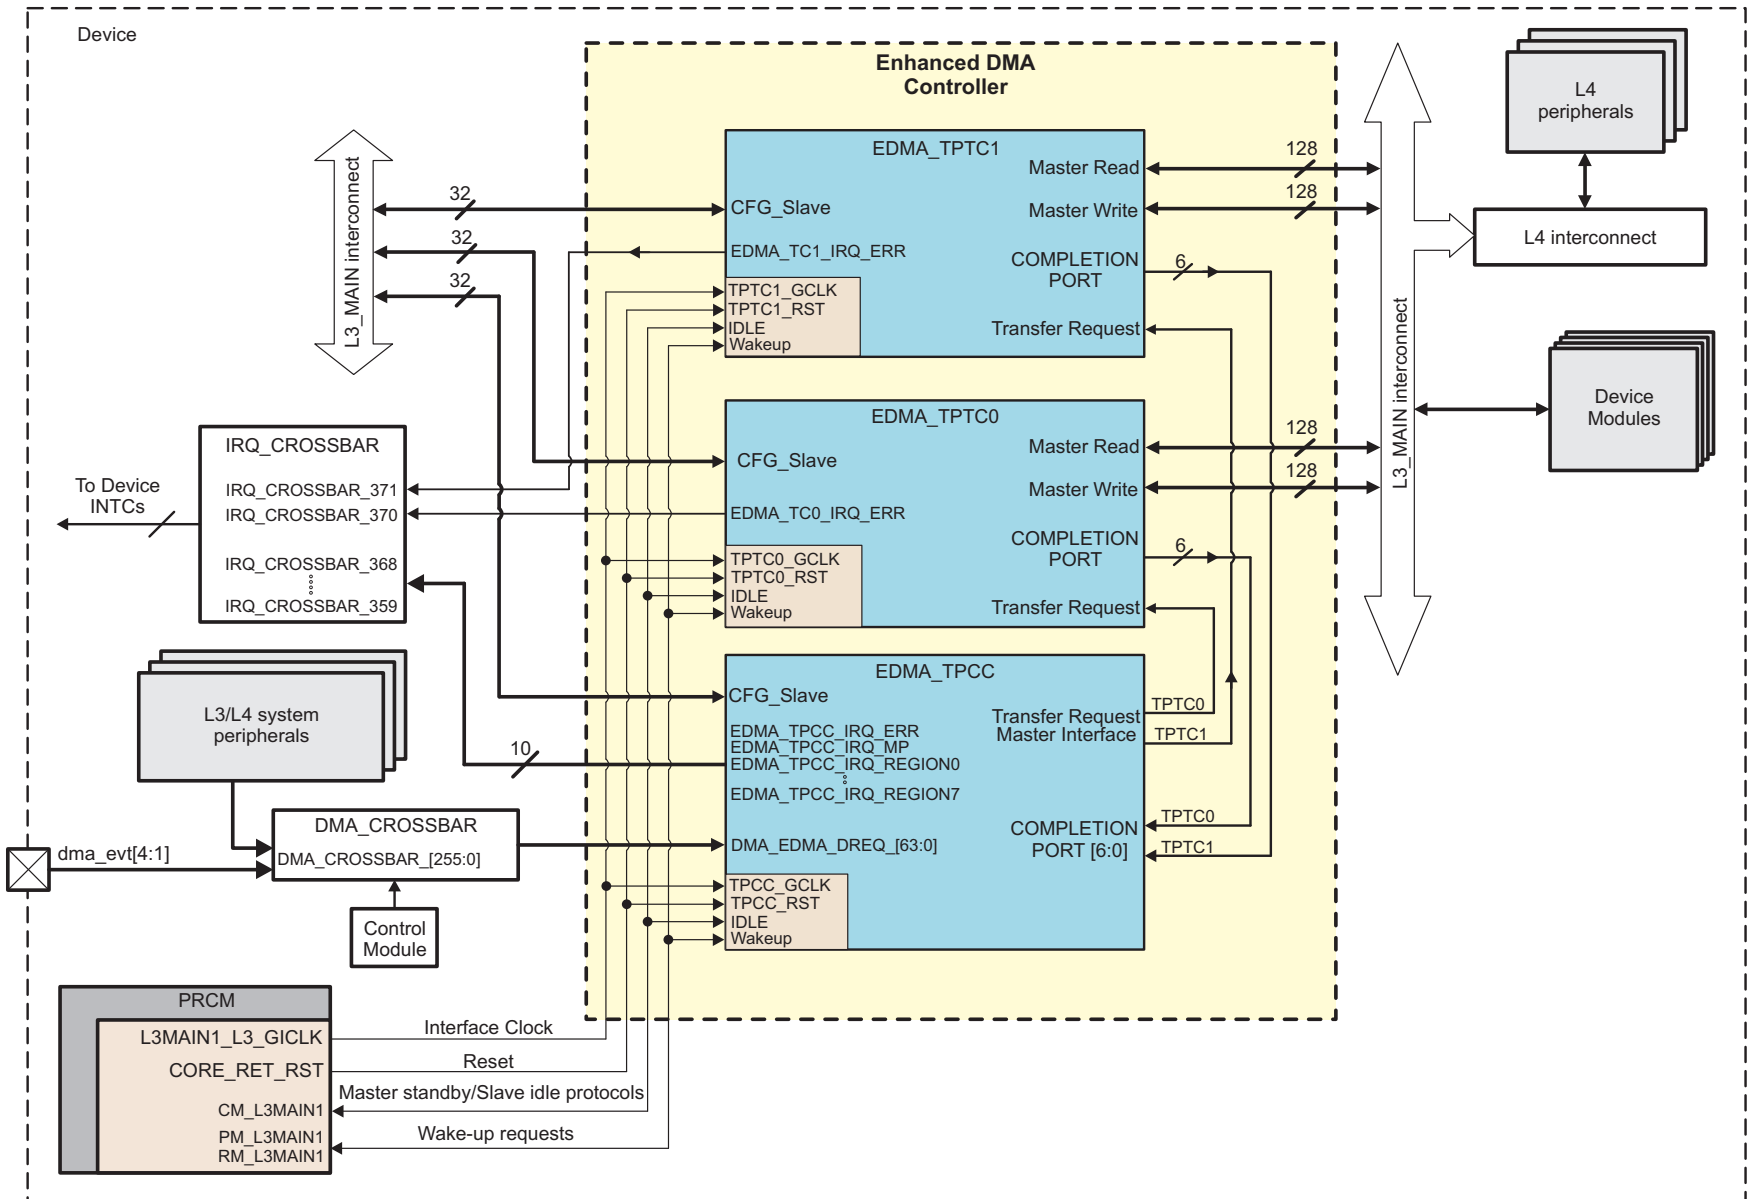 Device
Enhanced DMA
Controller
L4
peripherals
L4 interconnect
Device
Modules
L3_MAIN interconnect
L3_MAIN interconnect
32
32
32
EDMA_TPTC1
Master Read
Master Write
CFG_Slave
EDMA_TC1_IRQ_ERR
COMPLETION
PORT
Transfer Request
TPTC1_GCLK
TPTC1_RST
IDLE
Wakeup
128
128
6
EDMA_TPTC0
Master Read
Master Write
CFG_Slave
EDMA_TC0_IRQ_ERR
COMPLETION
PORT
Transfer Request
TPTC0_GCLK
TPTC0_RST
IDLE
Wakeup
128
128
6
IRQ_CROSSBAR
IRQ_CROSSBAR_371
IRQ_CROSSBAR_370
IRQ_CROSSBAR_368
IRQ_CROSSBAR_359
To Device
INTCs
EDMA_TPCC
CFG_Slave
Transfer Request
Master Interface
EDMA_TPCC_IRQ_ERR
EDMA_TPCC_IRQ_MP
EDMA_TPCC_IRQ_REGION0
EDMA_TPCC_IRQ_REGION7
DMA_EDMA_DREQ_[63:0]
COMPLETION
PORT [6:0]
TPCC_GCLK
TPCC_RST
IDLE
Wakeup
TPTC0
TPTC1
TPTC0
TPTC1
10
L3/L4 system
peripherals
DMA_CROSSBAR
DMA_CROSSBAR_[255:0]
dma_evt[4:1]
Control
Module
PRCM
L3MAIN1_L3_GICLK
CORE_RET_RST
CM_L3MAIN1
PM_L3MAIN1
RM_L3MAIN1
Interface Clock
Reset
Master standby/Slave idle protocols
Wake-up requests